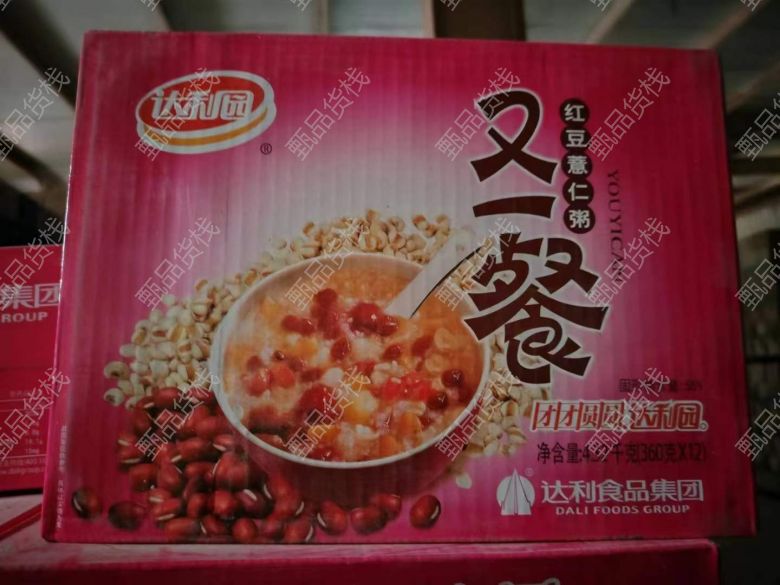 达利园
®
又一餐
红豆薏仁粥
YOUYICAN
团团圆圆 达利园®
净含量:4.32千克(360克X12)
达利食品集团
DALI FOODS GROUP
集团
GROUP
甄品货栈